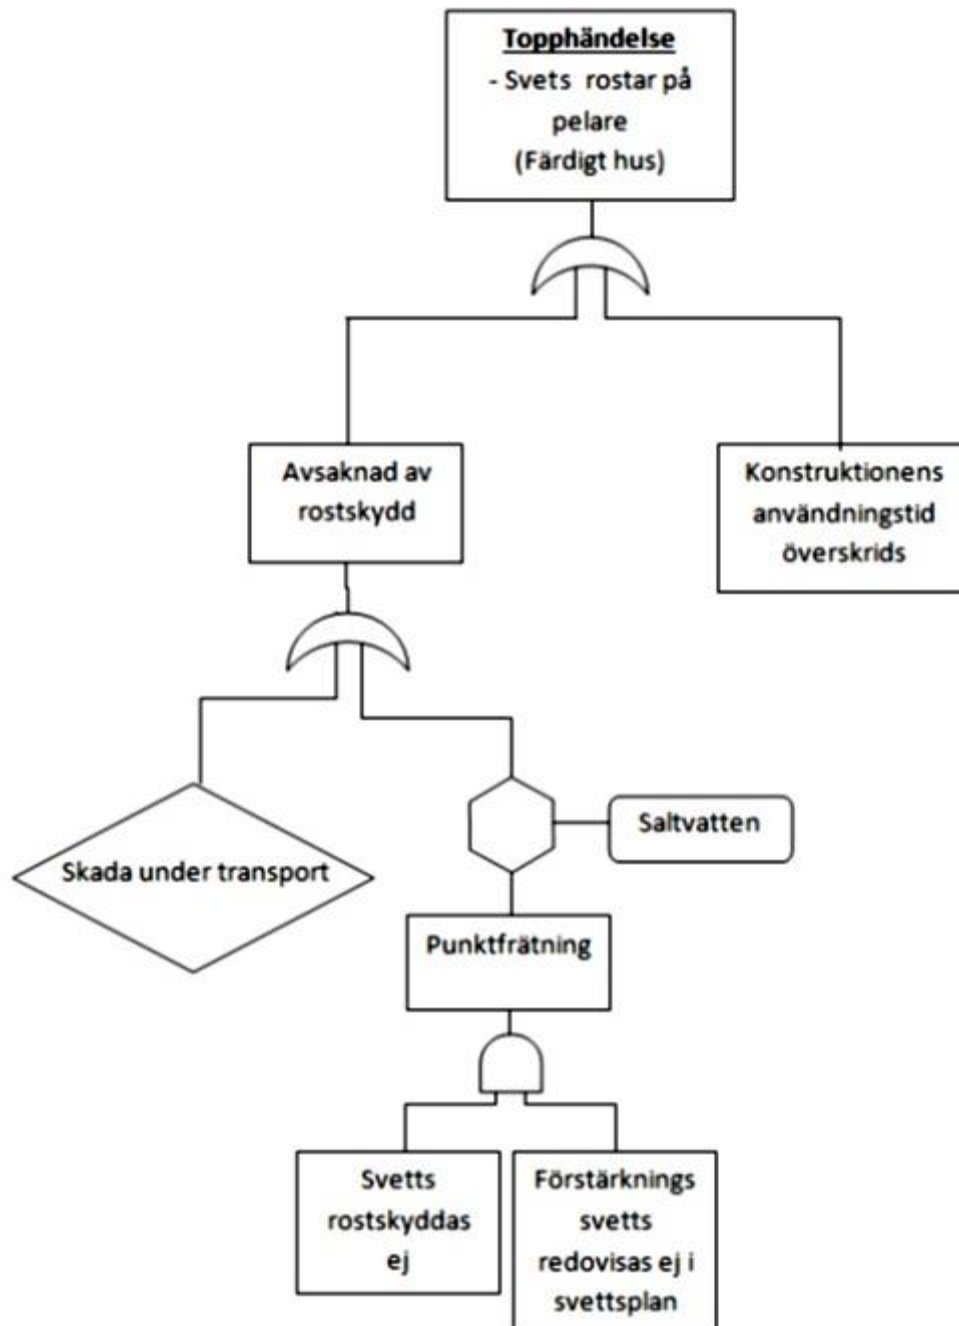 Topphändelse
- Svets rostar på
pelare
(Färdigt hus)
Avsaknad av
rostskydd
Konstruktionens
användningstid
överskrids
Skada under transport
Saltvatten
Punktfrätning
Svetts
rostskyddas
ej
Förstärknings
svetts
redovisas ej i
svettsplan